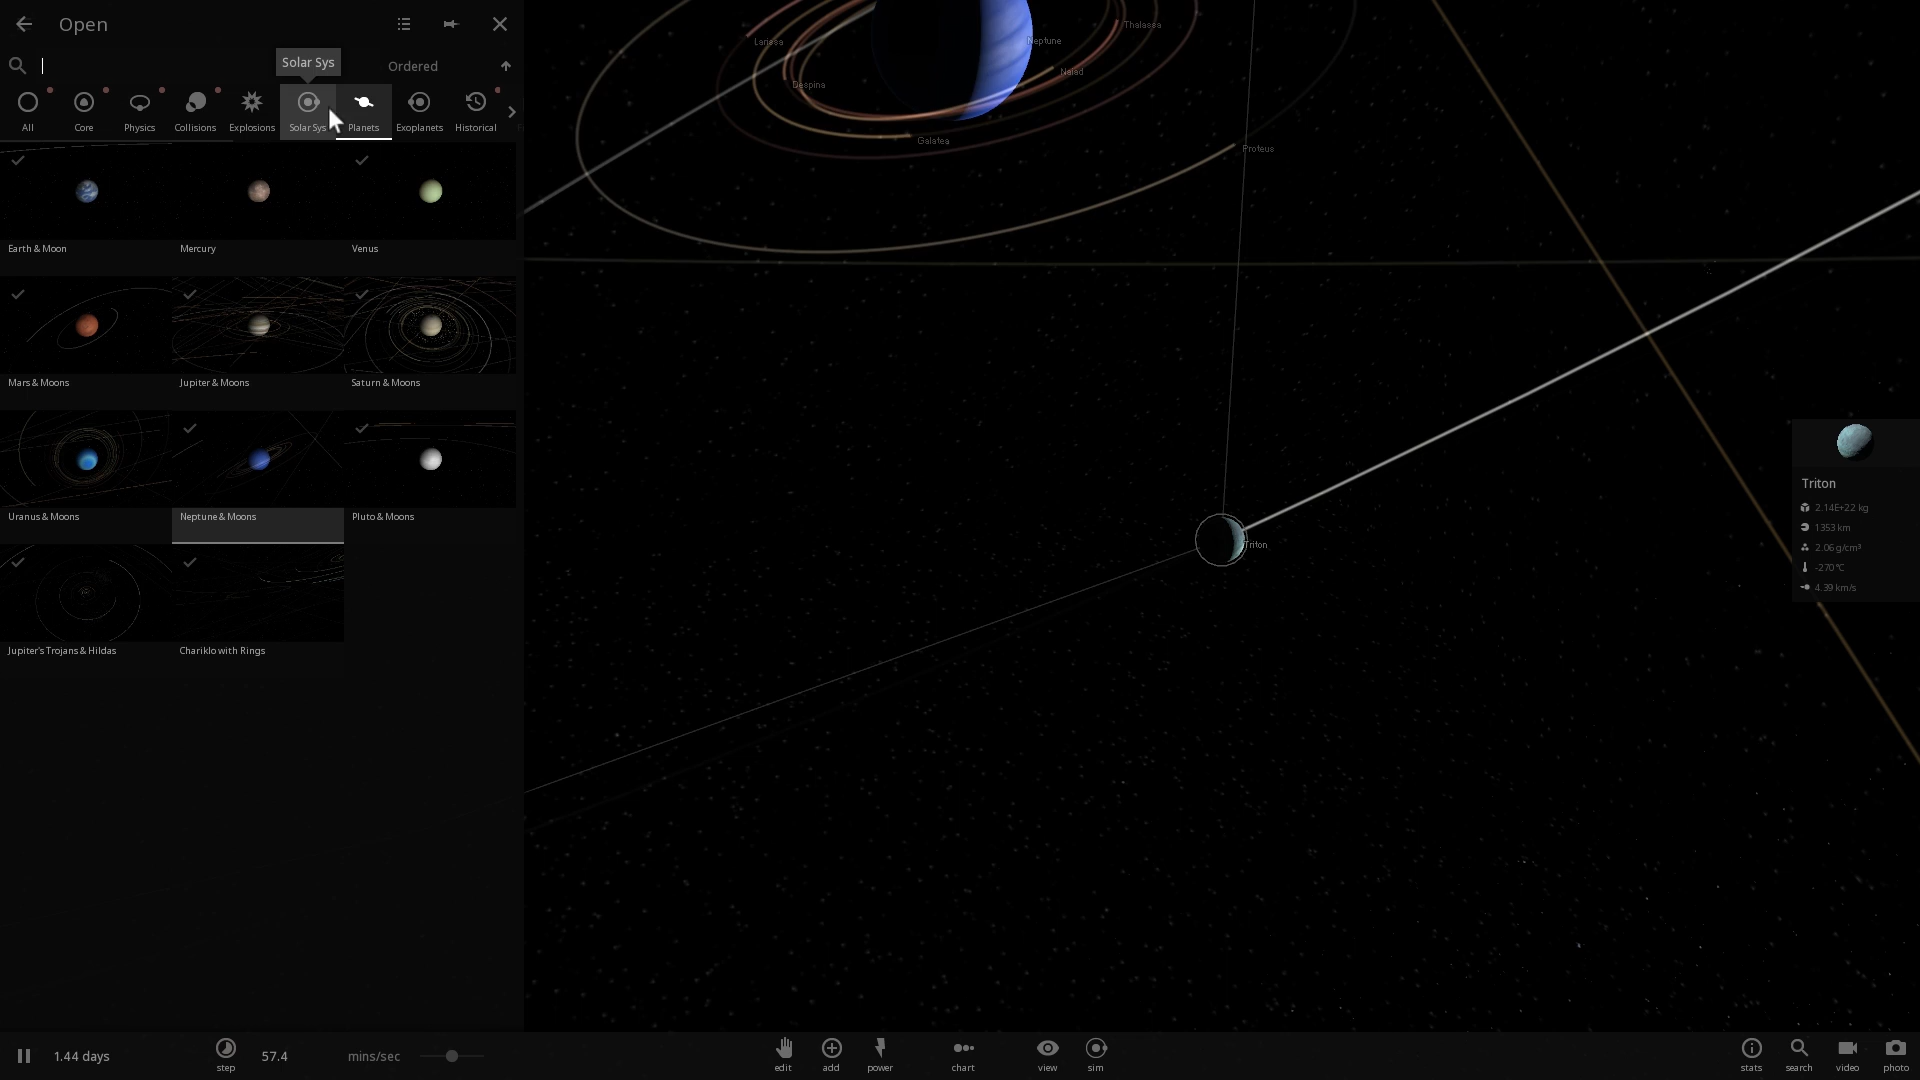 Open
Solar Sys
Ordered
All
Core
Physics
Collisions
Explosions
Solar Sys
Planets
Exoplanets
Historical
Earth & Moon
Mercury
Venus
Mars & Moons
Jupiter & Moons
Saturn & Moons
Uranus & Moons
Neptune & Moons
Pluto & Moons
Jupiter's Trojans & Hildas
Chariklo with Rings
Larissa
Thalassa
Neptune
Naiad
Despina
Galatea
Proteus
Triton
Triton
2.14E+22 kg
1353 km
2.06 g/cm³
-270 °C
4.39 km/s
1.44 days
step
57.4
mins/sec
edit
add
power
chart
view
sim
stats
search
video
photo